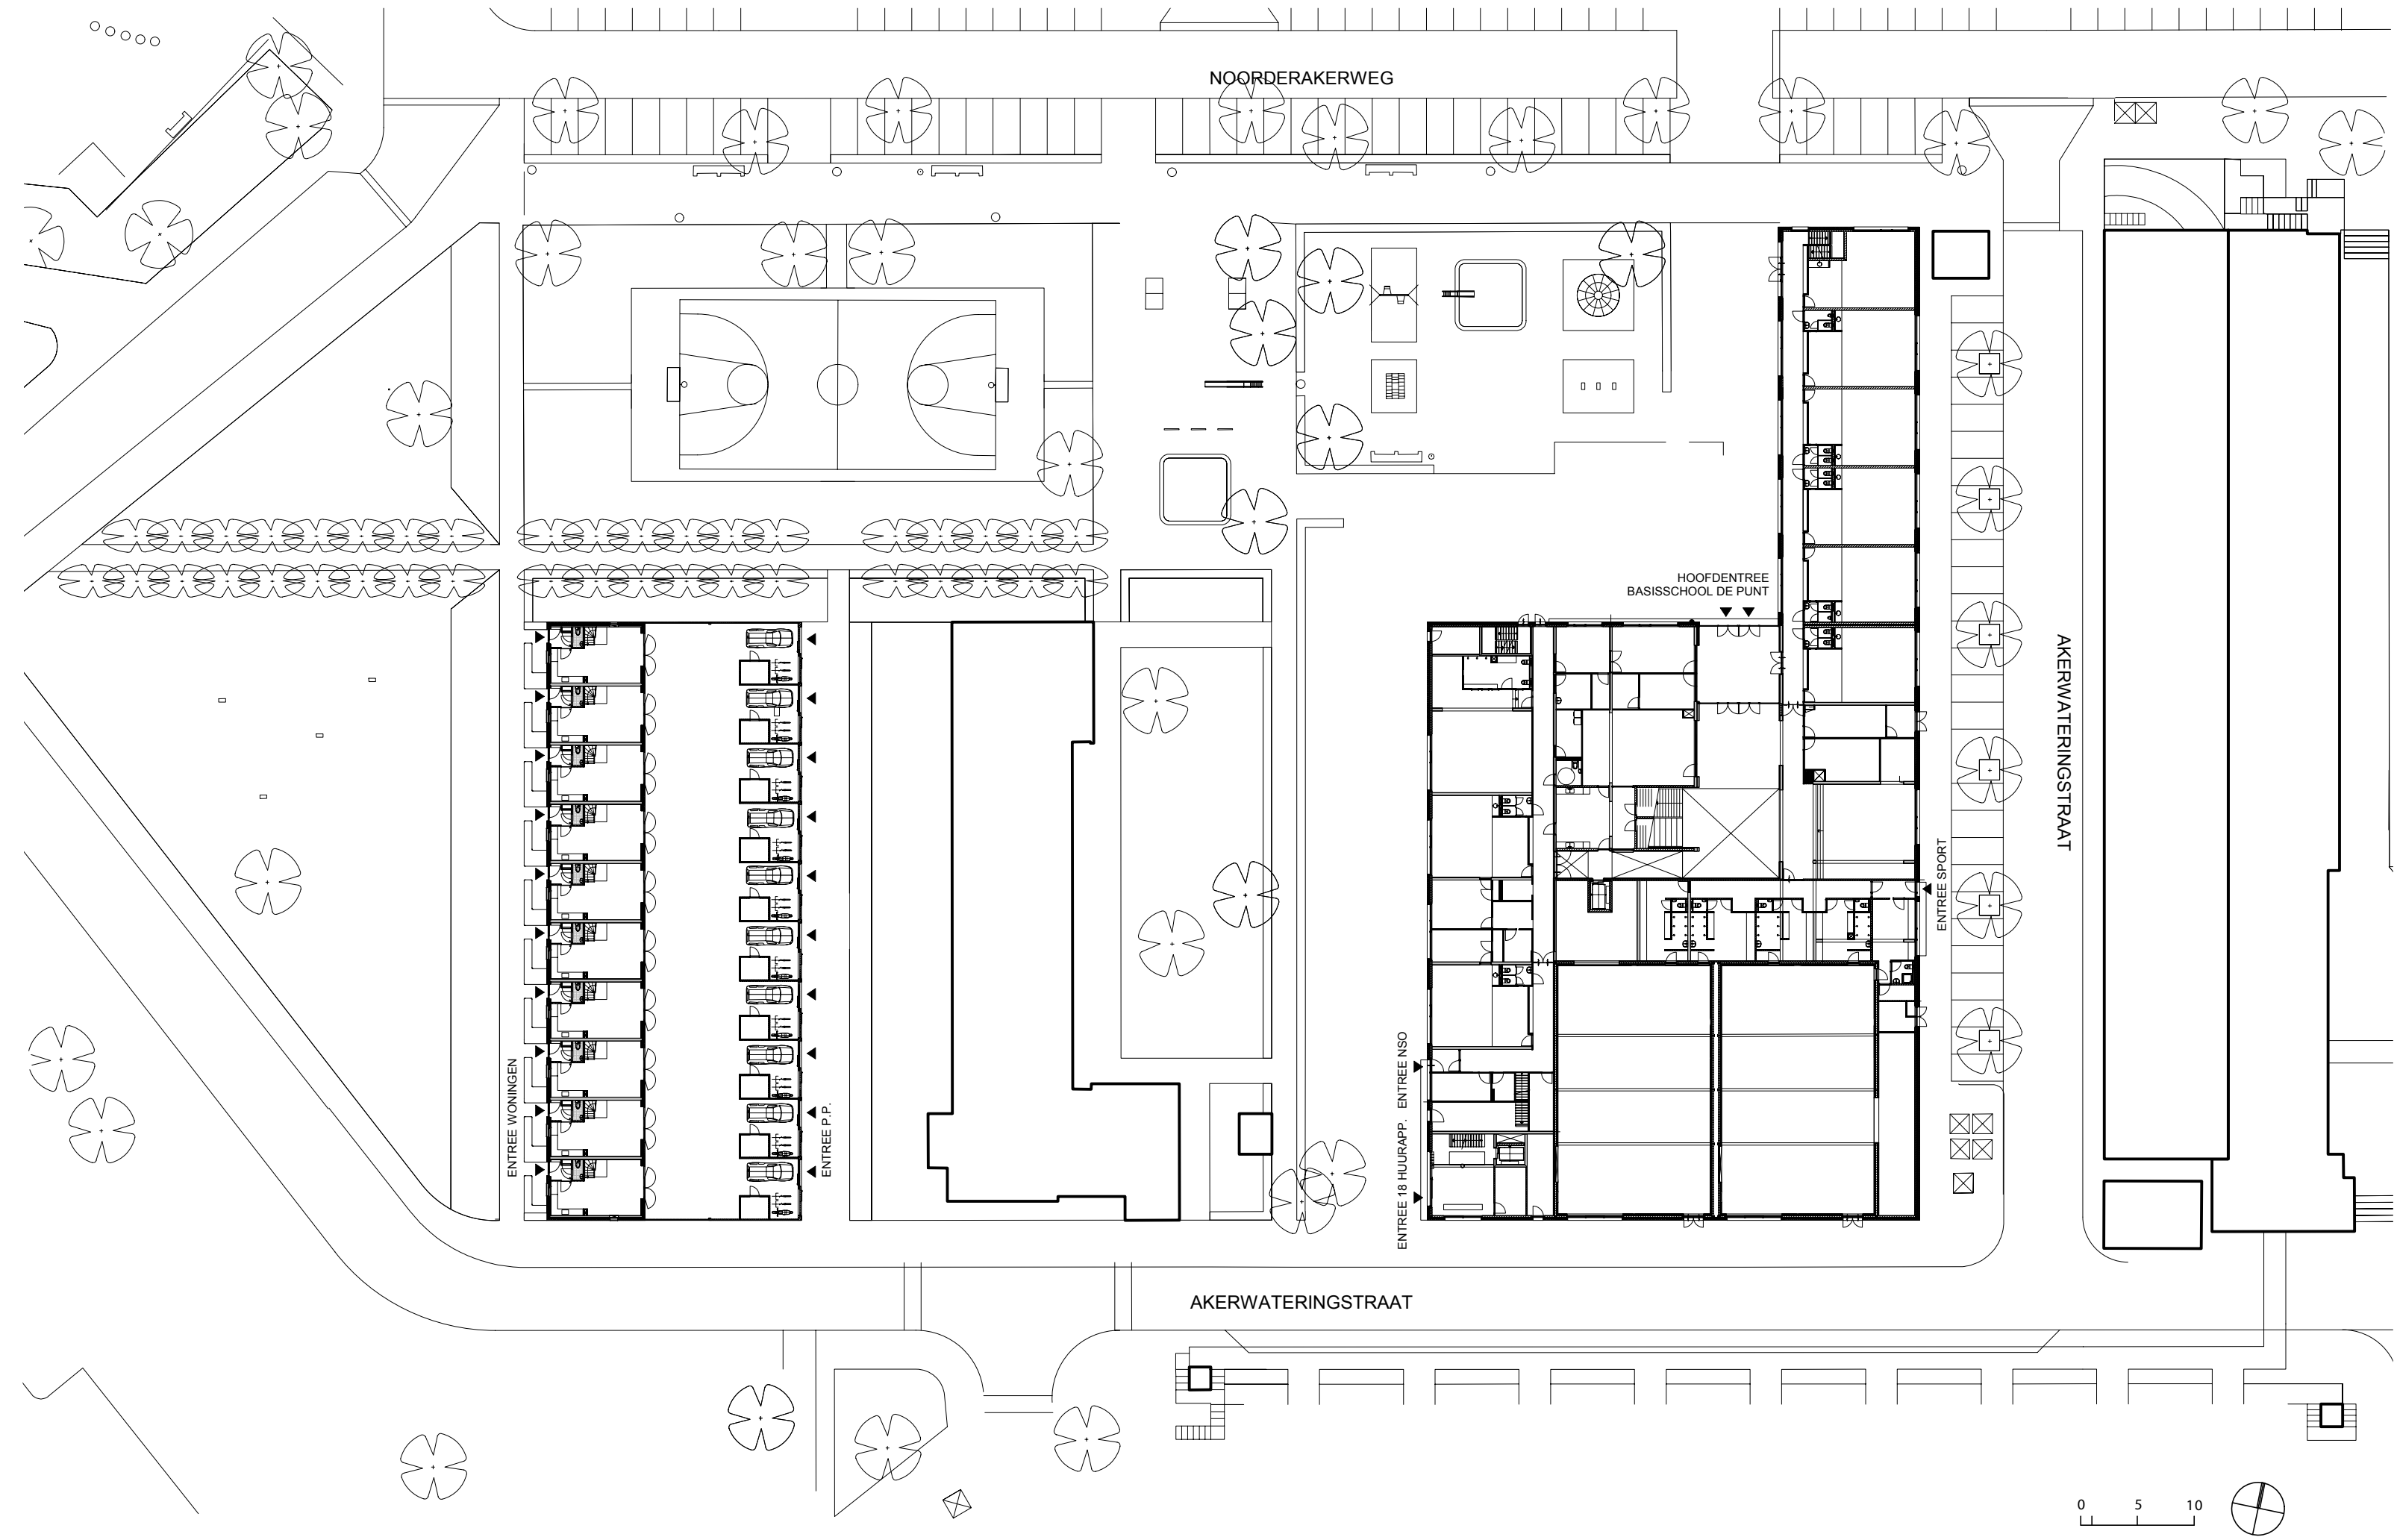 NOORDERAKERWEG
HOOFDENTREE
BASISSCHOOL DE PUNT
AKERWATERINGSTRAAT
ENTREE SPORT
ENTREE WONINGEN
ENTREE P.P.
ENTREE 18 HUURAPP. ENTREE NSO
AKERWATERINGSTRAAT
0 5 10